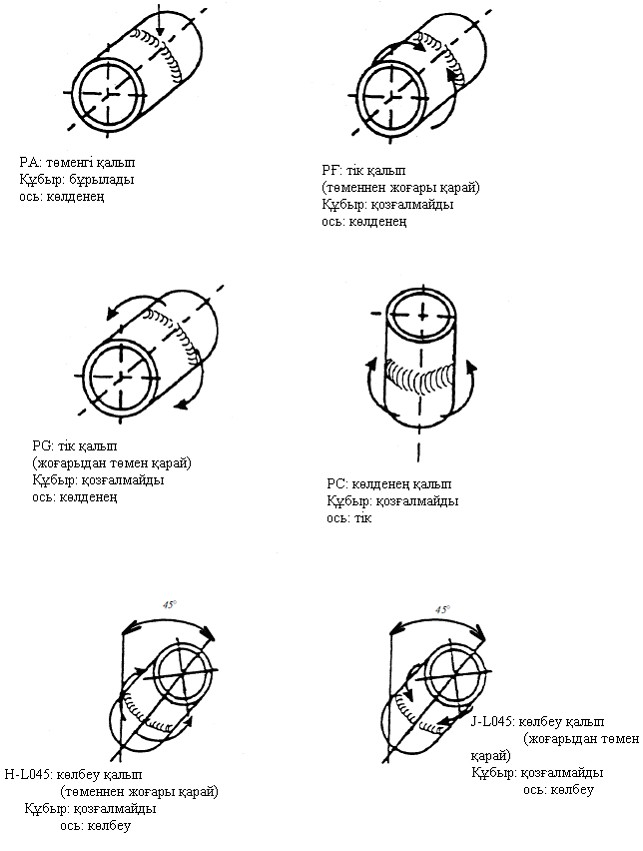 PA: төменгі қалып
Құбыр: бұрылады
ось: көлденең
PF: тік қалып
(төменнен жоғары қарай)
Құбыр: қозғалмайды
ось: көлденең
PG: тік қалып
(жоғарыдан төмен қарай)
Құбыр: қозғалмайды
ось: көлденең
PC: көлденең қалып
Құбыр: қозғалмайды
ось: тік
45°
H-L045: көлбеу қалып
(төменнен жоғары қарай)
Құбыр: қозғалмайды
ось: көлбеу
45°
J-L045: көлбеу қалып
(жоғарыдан төмен
қарай)
Құбыр: қозғалмайды
ось: көлбеу